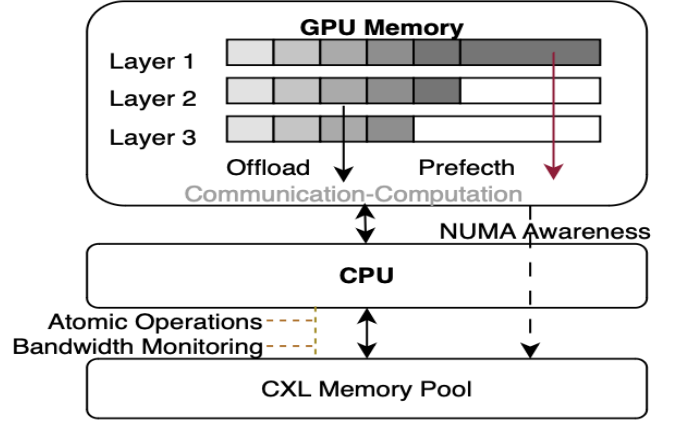 GPU Memory
Layer 1
Layer 2
Layer 3
Offload Prefecth
Communication-Computation
NUMA Awareness
CPU
Atomic Operations
Bandwidth Monitoring
CXL Memory Pool